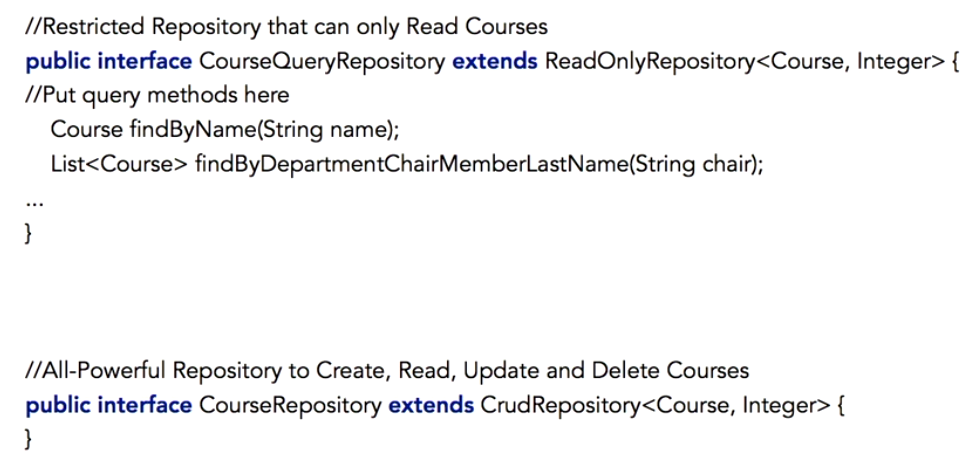 //Restricted Repository that can only Read Courses
public interface CourseQueryRepository extends ReadOnlyRepository<Course, Integer> {
//Put query methods here
    Course findByName(String name);
    List<Course> findByDepartmentChairMemberLastName(String chair);
...
}
//All-Powerful Repository to Create, Read, Update and Delete Courses
public interface CourseRepository extends CrudRepository<Course, Integer> {
}